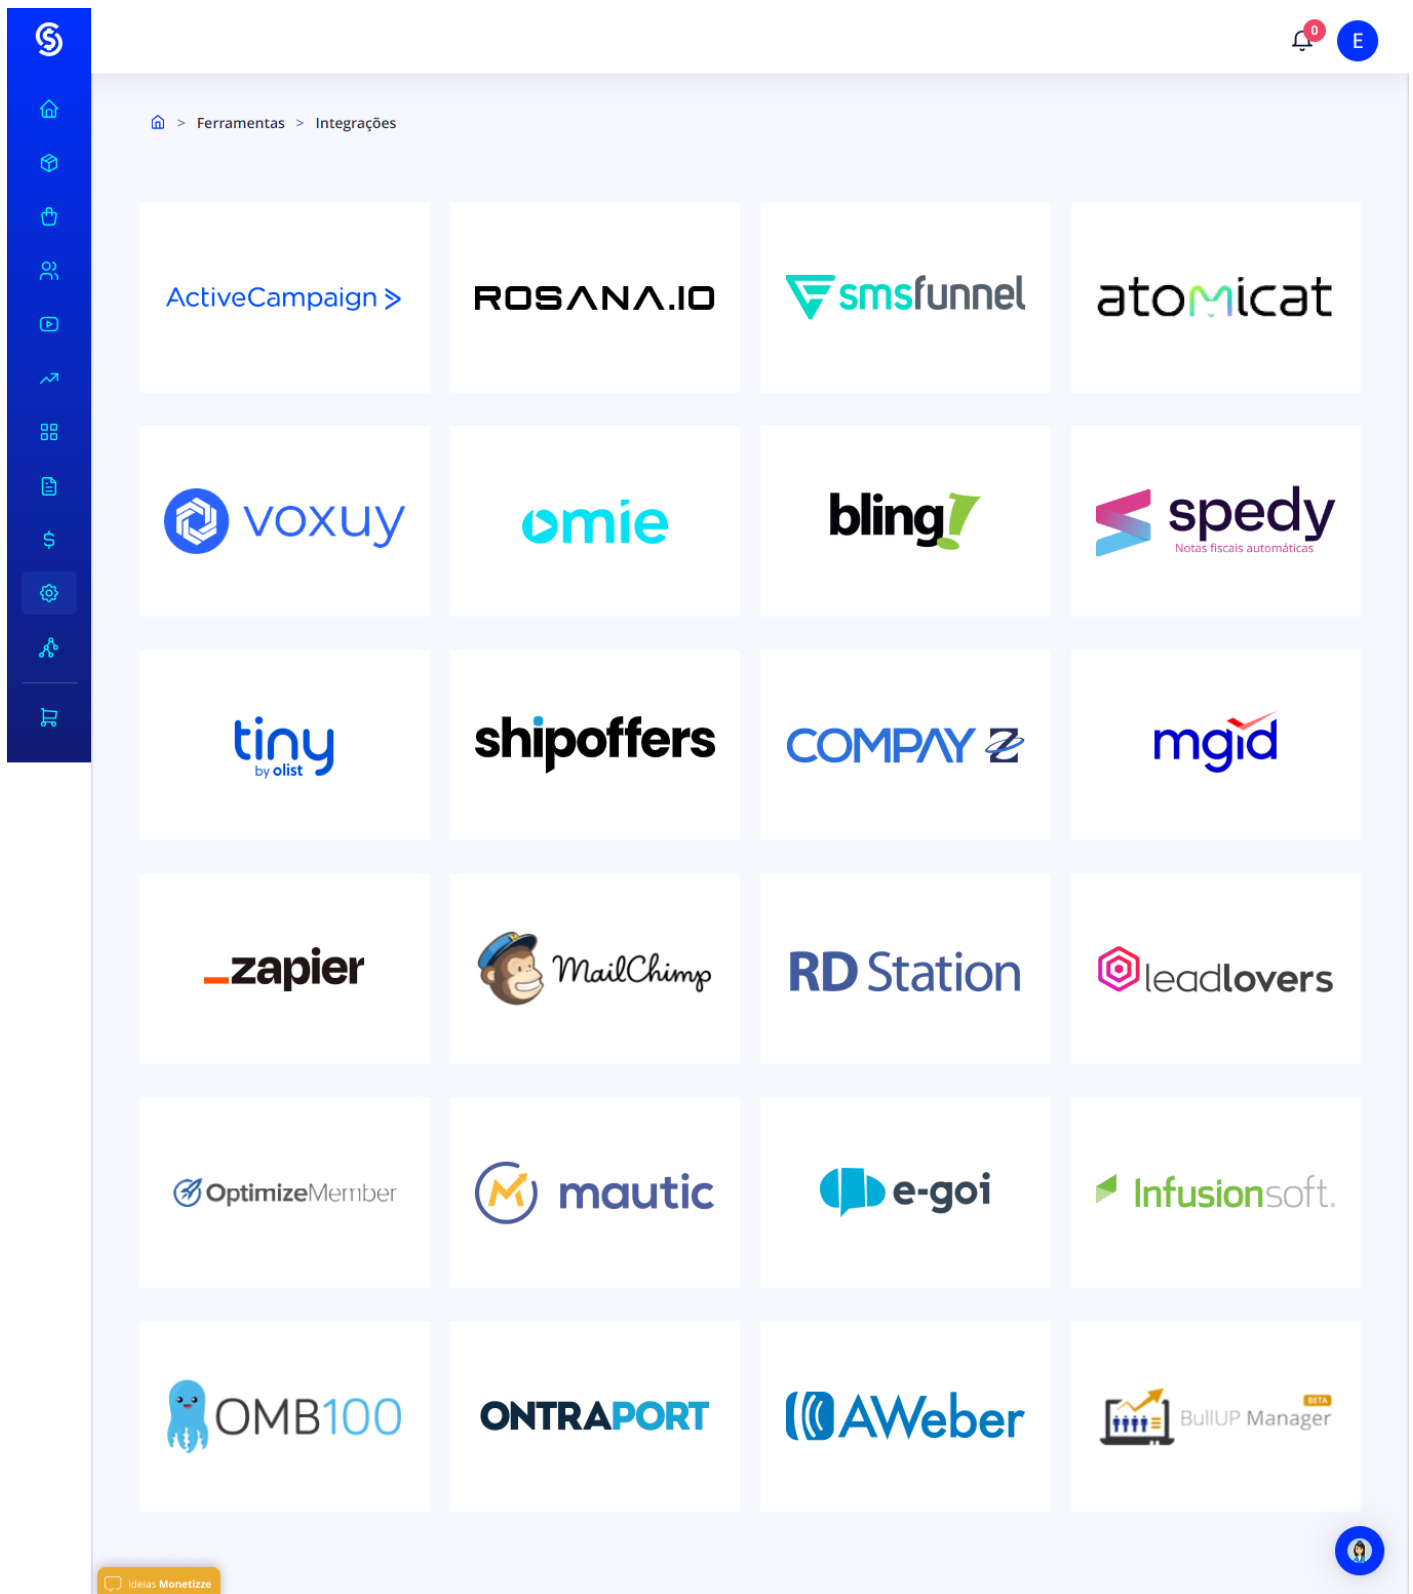 0
E
> Ferramentas > Integrações
ActiveCampaign >
ROSANA.IO
smsfunnel
atomicat
voxuy
omie
bling!
spedy
Notas fiscais automáticas
tiny
by olist
shipoffers
COMPAY Z
mgid
_zapier
M
MailChimp
RD Station
leadlovers
OptimizeMember
mautic
e-goi
Infusionsoft.
OMB100
ONTRAPORT
AWeber
BETA
BullUP Manager
Ideias Monetizze